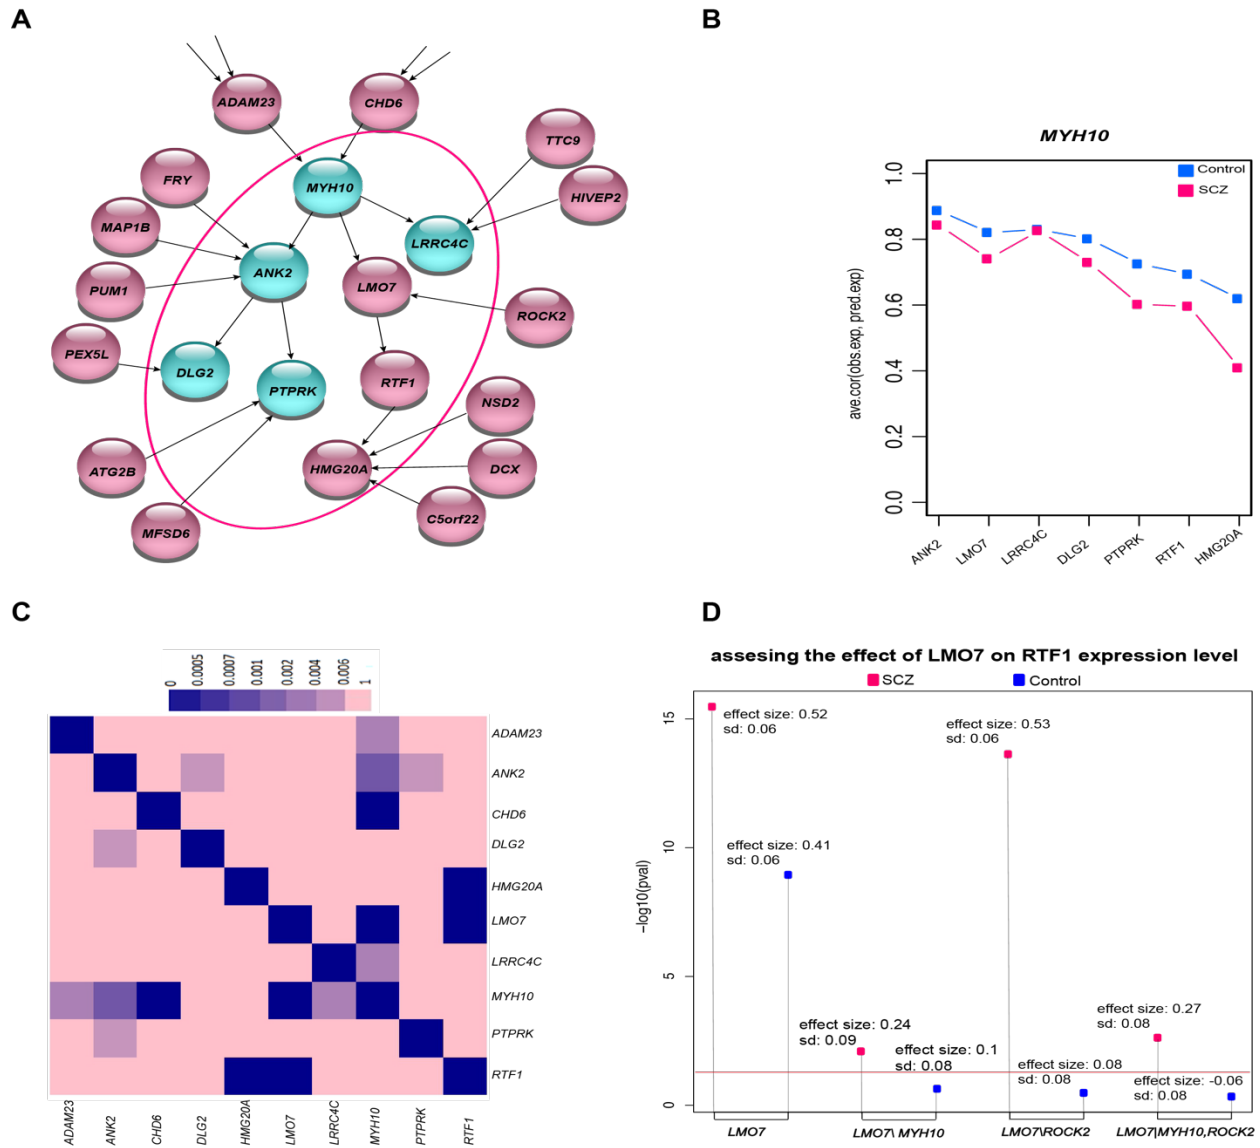 A
ADAM23
CHD6
TTC9
FRY
MYH10
HIVEP2
MAP1B
LRRC4C
ANK2
PUM1
LMO7
ROCK2
PEX5L
DLG2
PTPRK
RTF1
NSD2
ATG2B
HMG20A
DCX
C5orf22
MFSD6
B
MYH10
Control
SCZ
1.0
0.8
0.6
0.4
0.2
0.0
ave.cor(obs.exp, pred.exp)
ANK2
LMO7
LRRC4C
DLG2
PTPRK
RTF1
HMG20A
C
0
0.0005
0.0007
0.001
0.002
0.004
0.006
1
ADAM23
ANK2
CHD6
DLG2
HMG20A
LMO7
LRRC4C
MYH10
PTPRK
RTF1
ADAM23
ANK2
CHD6
DLG2
HMG20A
LMO7
LRRC4C
MYH10
PTPRK
RTF1
D
assesing the effect of LMO7 on RTF1 expression level
SCZ
Control
15
10
5
0
−log10(pval)
effect size: 0.52
sd: 0.06
effect size: 0.41
sd: 0.06
effect size: 0.24
sd: 0.09
effect size: 0.1
sd: 0.08
effect size: 0.53
sd: 0.06
effect size: 0.08
sd: 0.08
effect size: 0.27
sd: 0.08
effect size: -0.06
sd: 0.08
LMO7
LMO7\ MYH10
LMO7\ROCK2
LMO7|MYH10,ROCK2